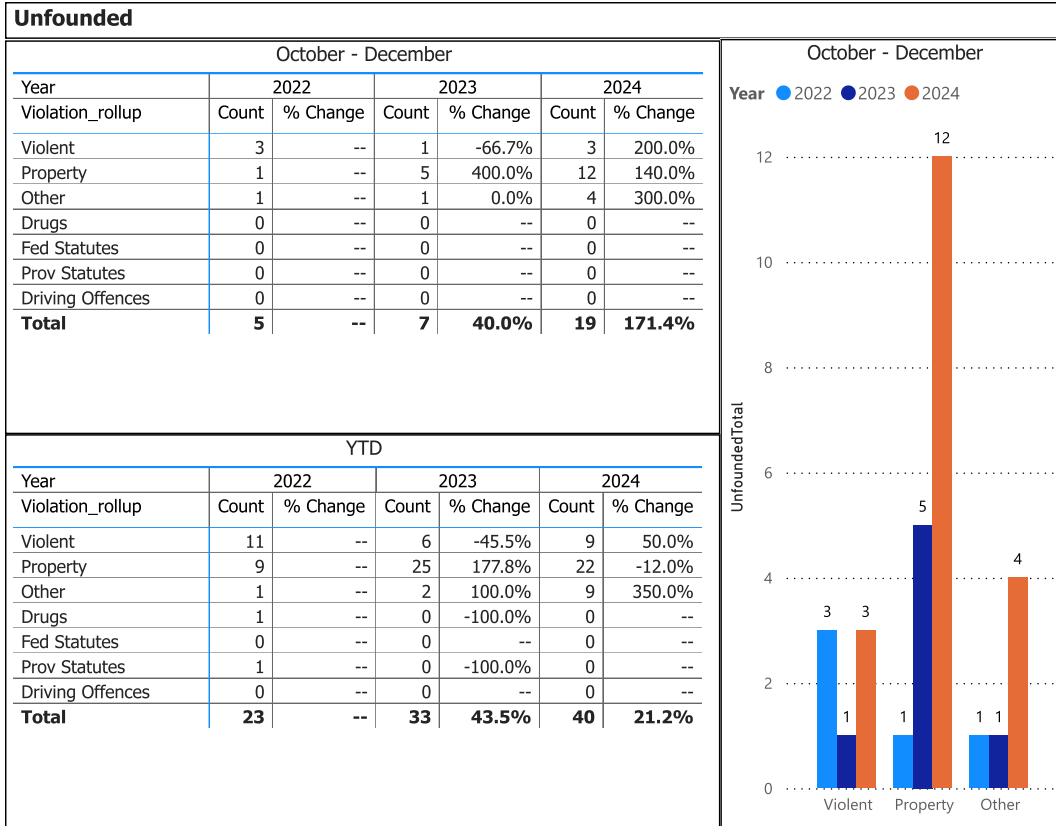 Unfounded
October - December
Year 2022 2023 2024
Violation_rollup Count % Change Count % Change Count % Change
Violent 3 -- 1 -66.7% 3 200.0%
Property 1 -- 5 400.0% 12 140.0%
Other 1 -- 1 0.0% 4 300.0%
Drugs 0 -- 0 -- 0 --
Fed Statutes 0 -- 0 -- 0 --
Prov Statutes 0 -- 0 -- 0 --
Driving Offences 0 -- 0 -- 0 --
Total 5 -- 7 40.0% 19 171.4%
YTD
Year 2022 2023 2024
Violation_rollup Count % Change Count % Change Count % Change
Violent 11 -- 6 -45.5% 9 50.0%
Property 9 -- 25 177.8% 22 -12.0%
Other 1 -- 2 100.0% 9 350.0%
Drugs 1 -- 0 -100.0% 0 --
Fed Statutes 0 -- 0 -- 0 --
Prov Statutes 1 -- 0 -100.0% 0 --
Driving Offences 0 -- 0 -- 0 --
Total 23 -- 33 43.5% 40 21.2%
October - December
Year 2022 2023 2024
UnfoundedTotal
12
10
8
6
4
2
0
3 1 3
1 5 12
1 1 4
Violent Property Other